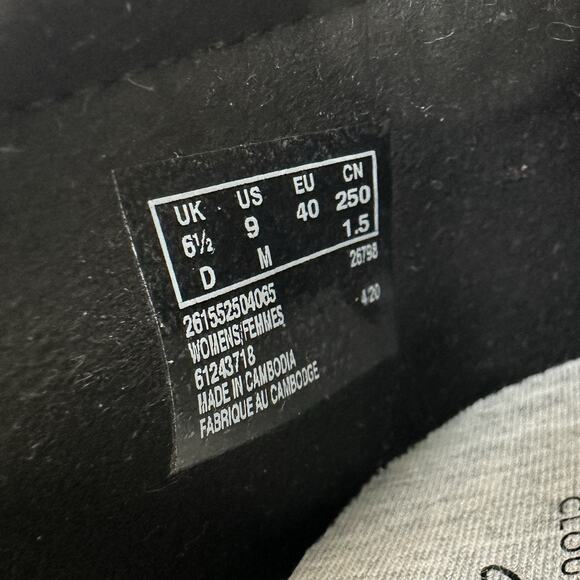 UK US EU CN
6½ 9 40 250
D M 1.5
261552504065 26798
WOMENS/FEMMES 4/20
61243718
MADE IN CAMBODIA
FABRIQUE AU CAMBODGE
CLOU